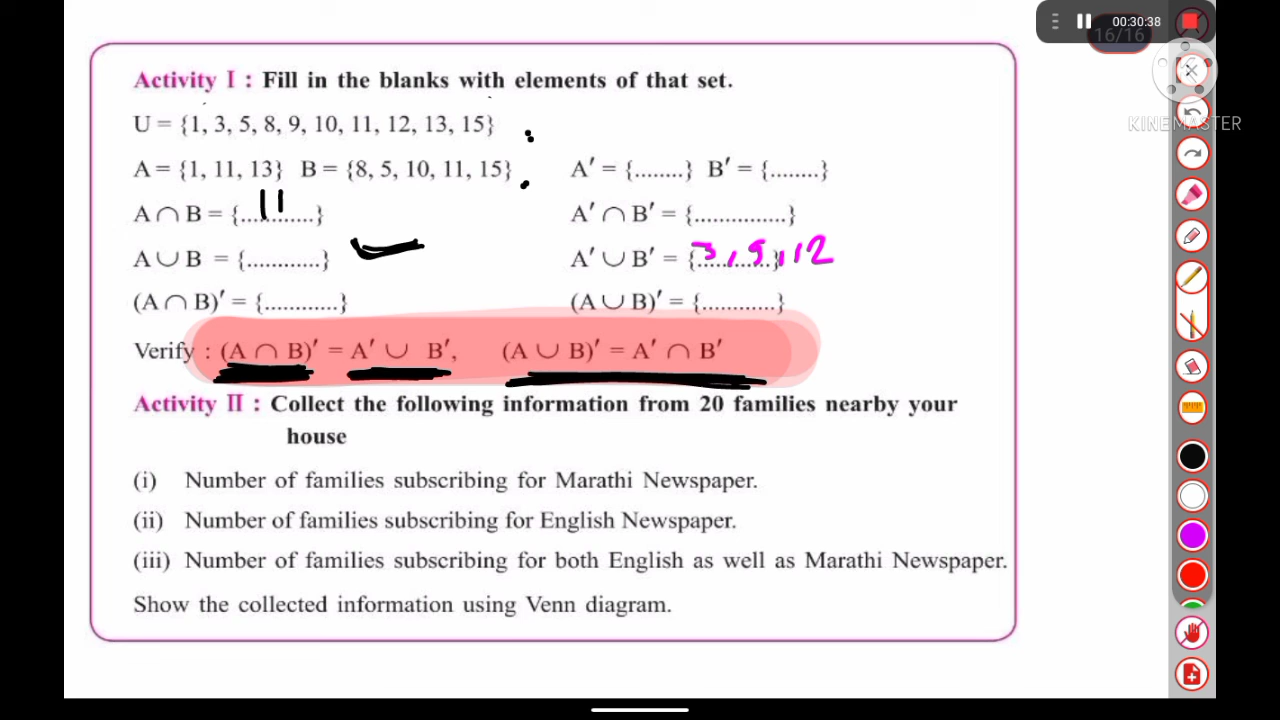 00:30:38
16/16
Activity I : Fill in the blanks with elements of that set.
U = {1, 3, 5, 8, 9, 10, 11, 12, 13, 15}
KINEMASTER
A = {1, 11, 13} B = {8, 5, 10, 11, 15} A′ = {........} B′ = {........}
11
A ∩ B = {............} A′ ∩ B′ = {...............}
3, 9, 12
A ∪ B = {............} A′ ∪ B′ = {............}
(A ∩ B)′ = {............} (A ∪ B)′ = {............}
Verify : (A ∩ B)′ = A′ ∪ B′, (A ∪ B)′ = A′ ∩ B′
Activity II : Collect the following information from 20 families nearby your
house
(i) Number of families subscribing for Marathi Newspaper.
(ii) Number of families subscribing for English Newspaper.
(iii) Number of families subscribing for both English as well as Marathi Newspaper.
Show the collected information using Venn diagram.